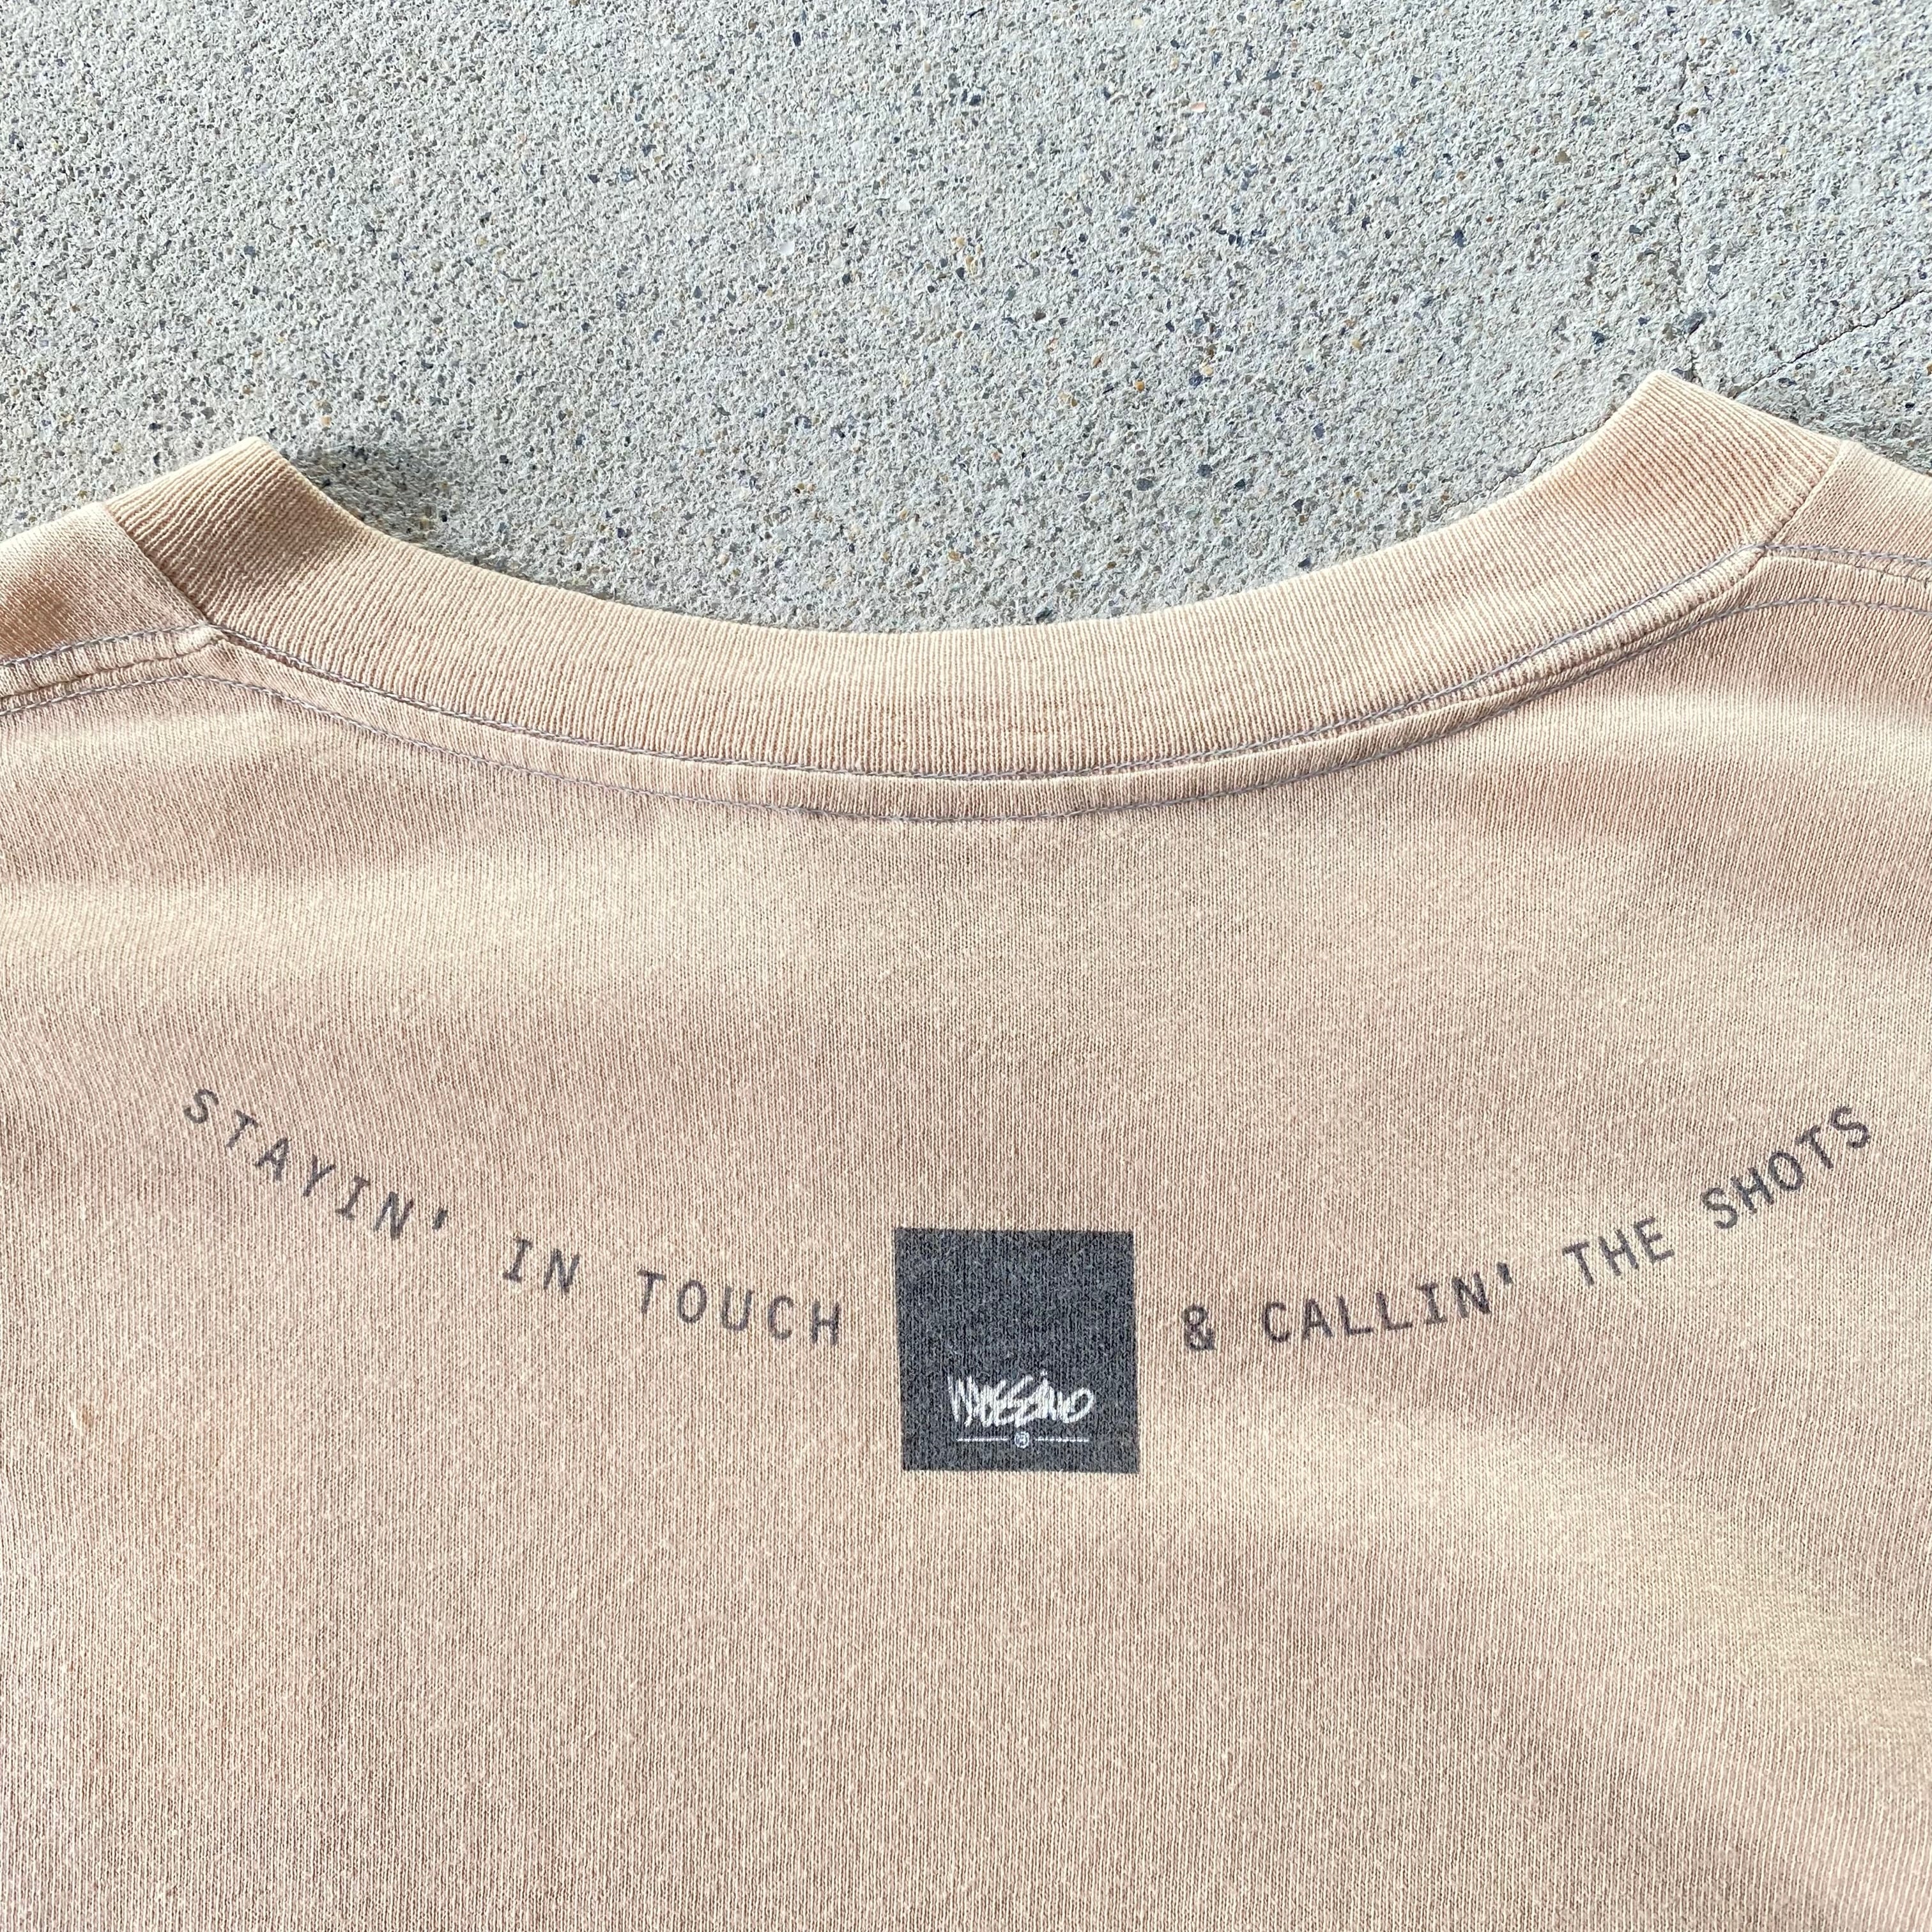 STAYIN' IN TOUCH & CALLIN' THE SHOTS
Mossimo
®